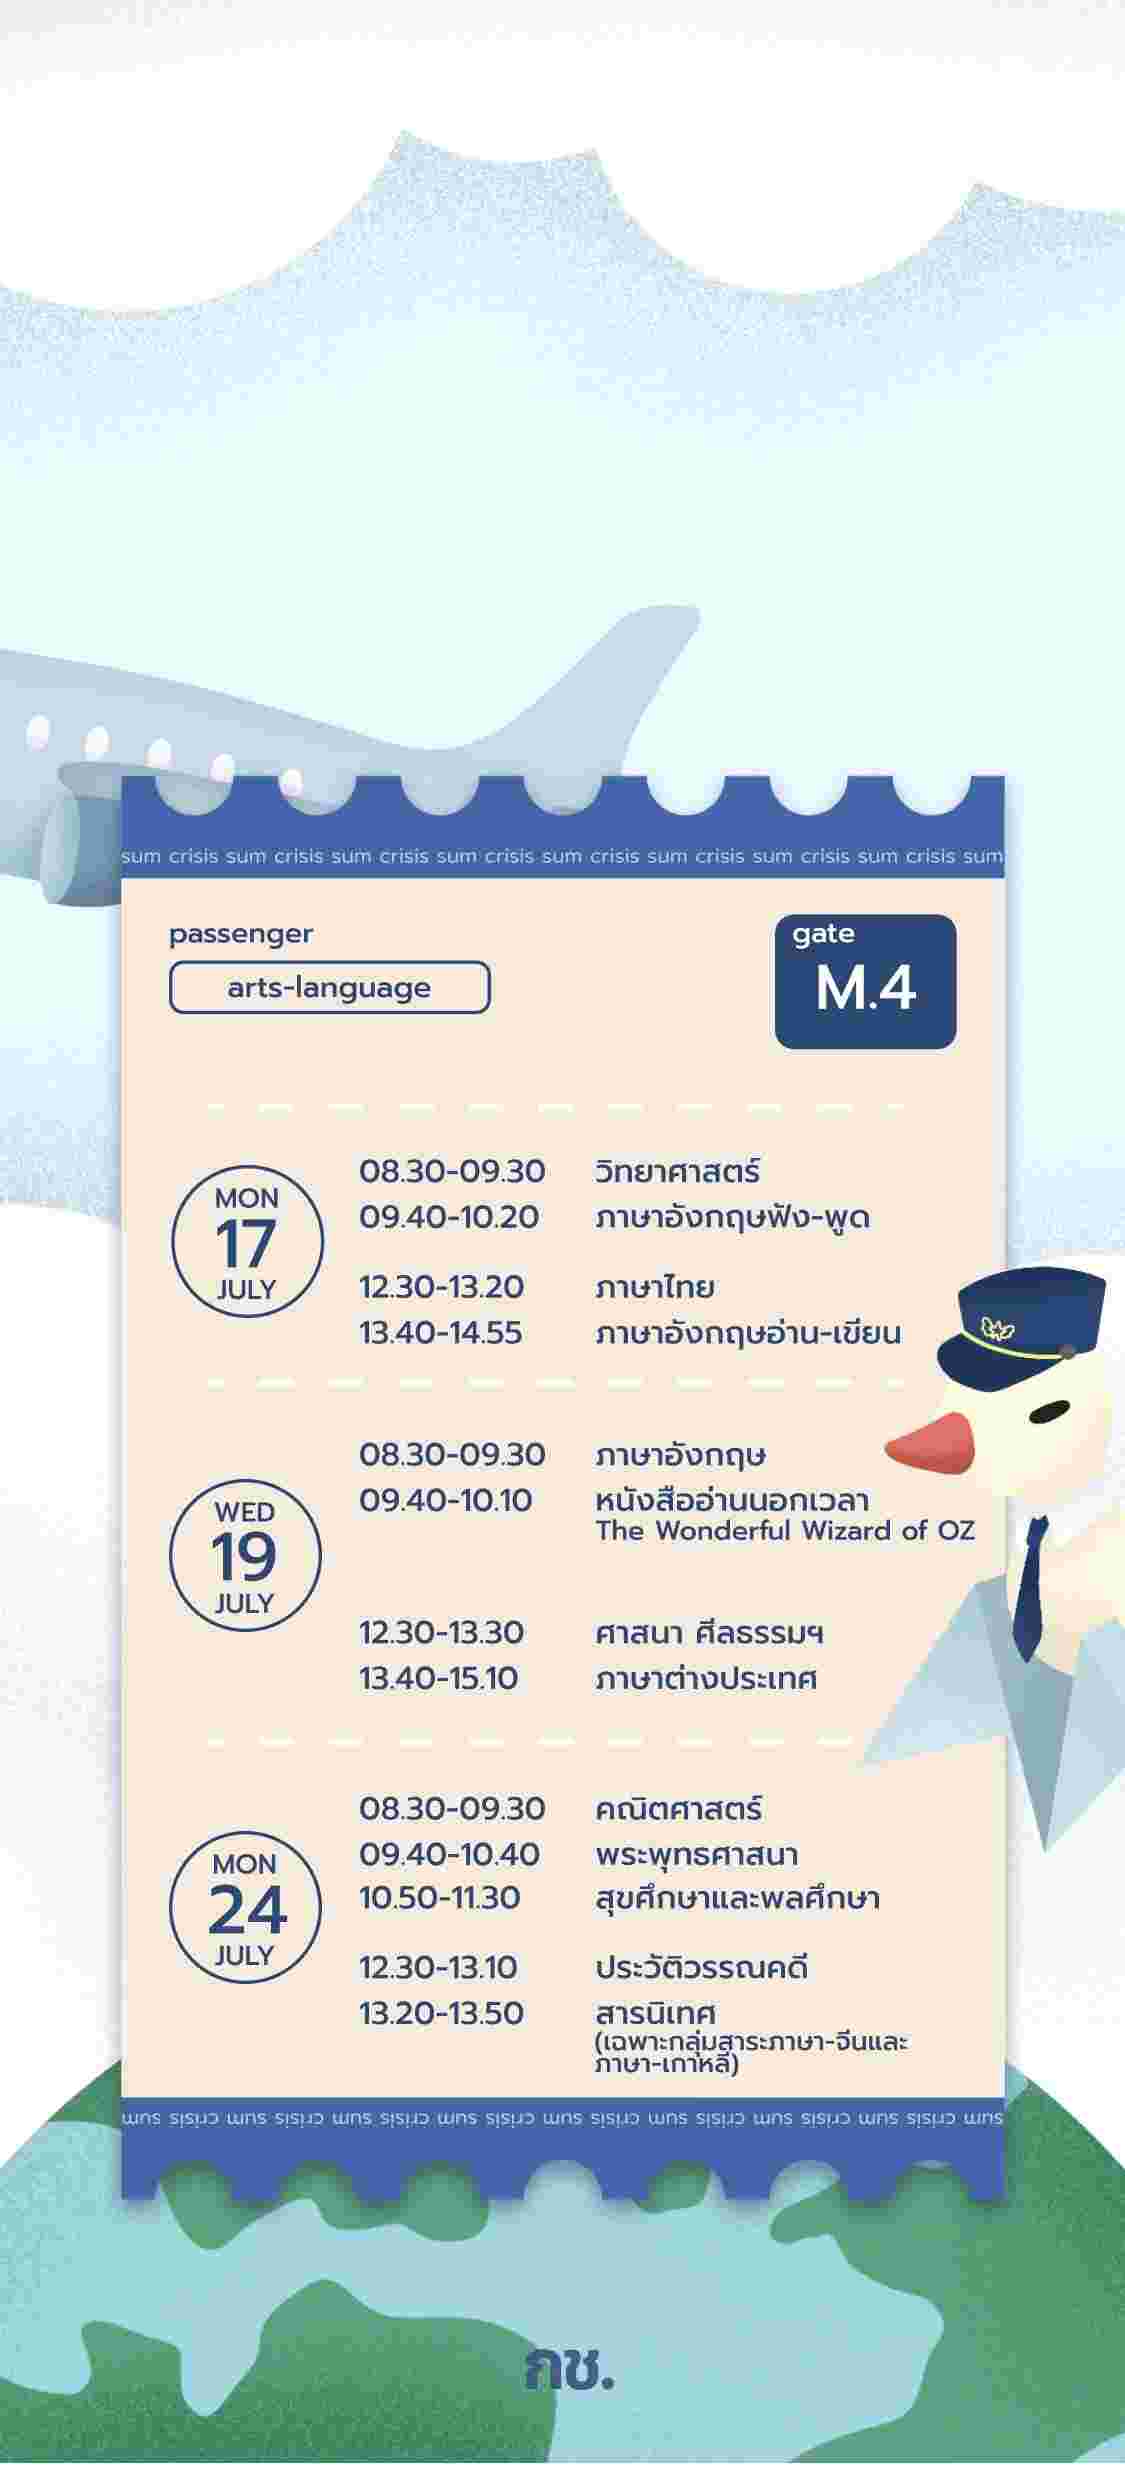 sum crisis sum crisis sum crisis sum crisis sum crisis sum crisis sum crisis sum crisis sum
passenger
arts-language
gate
M.4
MON
17
JULY
08.30-09.30 วิทยาศาสตร์
09.40-10.20 ภาษาอังกฤษฟัง-พูด
12.30-13.20 ภาษาไทย
13.40-14.55 ภาษาอังกฤษอ่าน-เขียน
WED
19
JULY
08.30-09.30 ภาษาอังกฤษ
09.40-10.10 หนังสืออ่านนอกเวลา
The Wonderful Wizard of OZ
12.30-13.30 ศาสนา ศีลธรรมฯ
13.40-15.10 ภาษาต่างประเทศ
MON
24
JULY
08.30-09.30 คณิตศาสตร์
09.40-10.40 พระพุทธศาสนา
10.50-11.30 สุขศึกษาและพลศึกษา
12.30-13.10 ประวัติวรรณคดี
13.20-13.50 สารนิเทศ
(เฉพาะกลุ่มสาระภาษา-จีนและ
ภาษา-เกาหลี)
sum crisis sum crisis sum crisis sum crisis sum crisis sum crisis sum crisis sum crisis sum
กช.